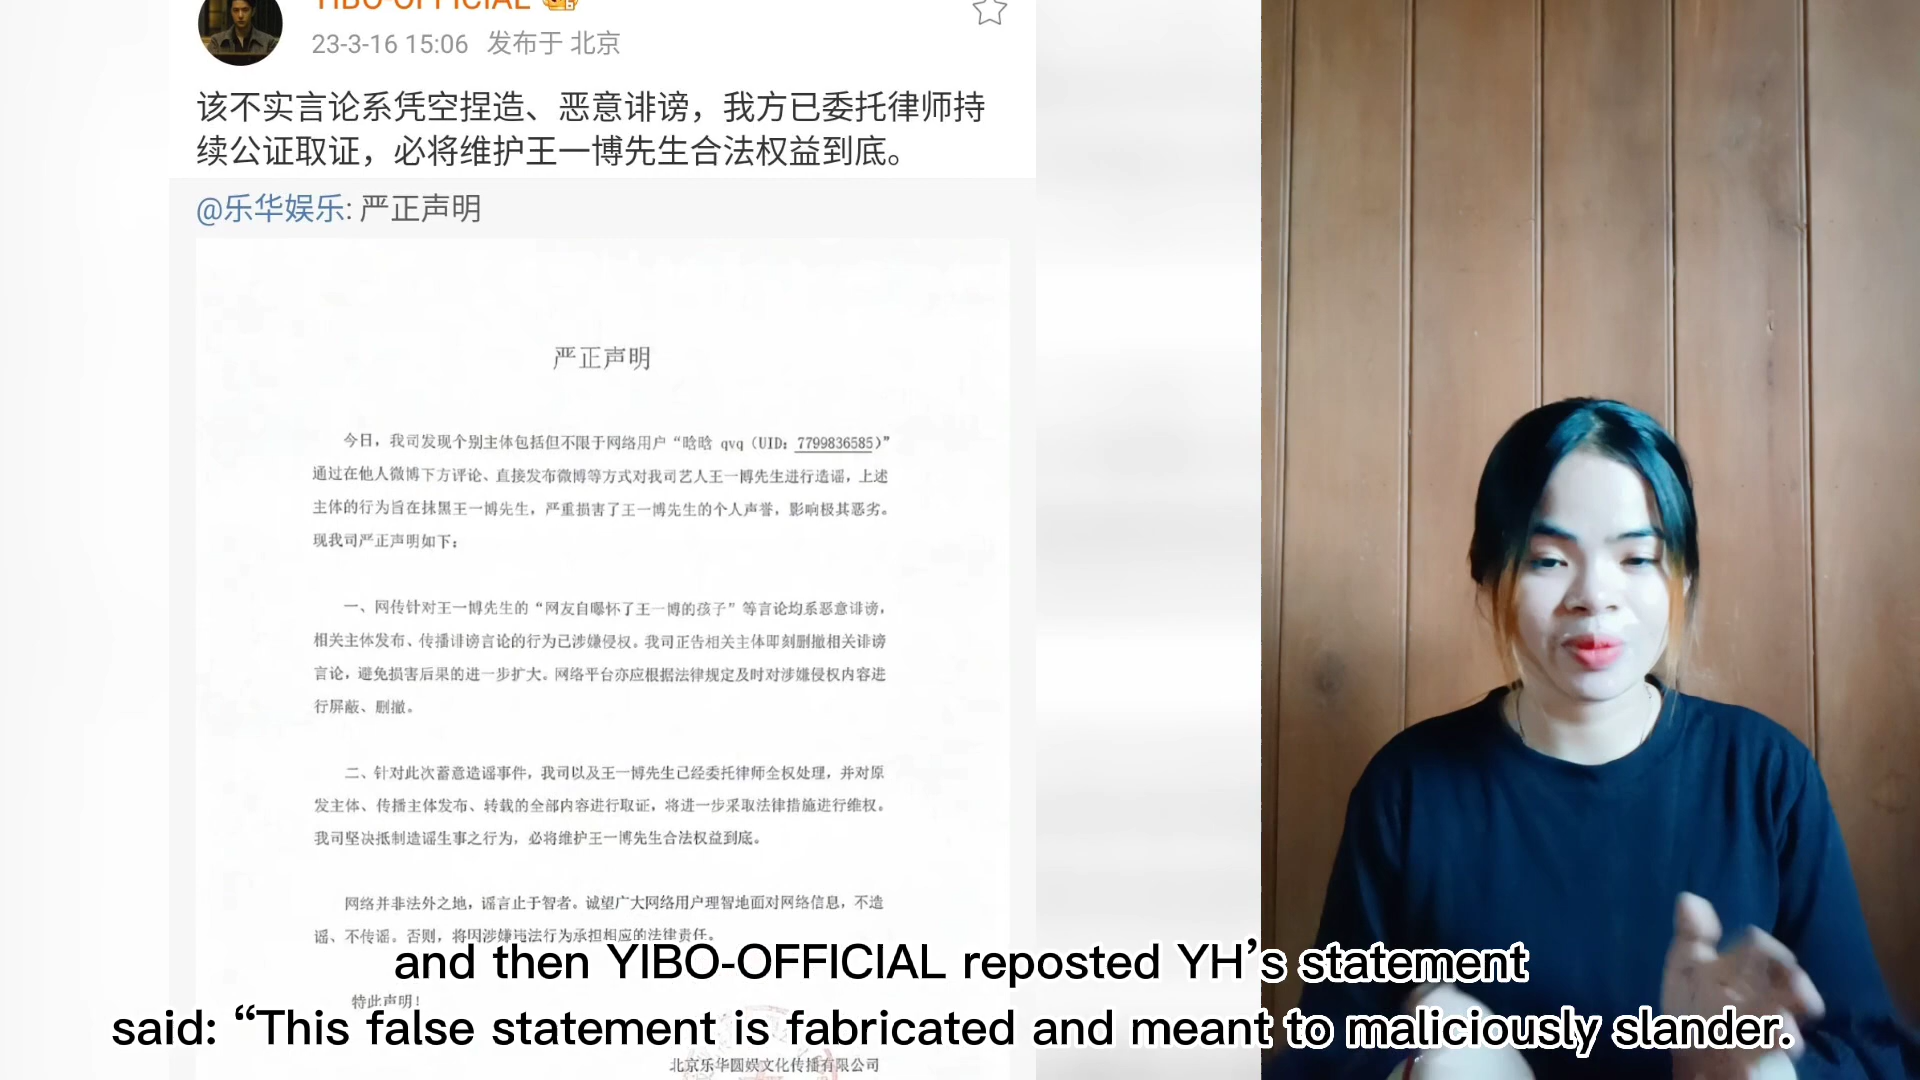 YIBO-OFFICIAL
23-3-16 15:06 发布于 北京
该不实言论系凭空捏造、恶意诽谤，我方已委托律师持
续公证取证，必将维护王一博先生合法权益到底。
@乐华娱乐: 严正声明
严正声明
今日，我司发现个别主体包括但不限于网络用户“晗晗 qvq（UID：7799836585）”
通过在他人微博下方评论、直接发布微博等方式对我司艺人王一博先生进行造谣，上述
主体的行为旨在抹黑王一博先生，严重损害了王一博先生的个人声誉，影响极其恶劣。
现我司严正声明如下：
一、网传针对王一博先生的“网友自曝怀了王一博的孩子”等言论均系恶意诽谤，
相关主体发布、传播诽谤言论的行为已涉嫌侵权。我司正告相关主体即刻删撤相关诽谤
言论，避免损害后果的进一步扩大。网络平台亦应根据法律规定及时对涉嫌侵权内容进
行屏蔽、删撤。
二、针对此次蓄意造谣事件，我司以及王一博先生已经委托律师全权处理，并对原
发主体、传播主体发布、转载的全部内容进行取证，将进一步采取法律措施进行维权。
我司坚决抵制造谣生事之行为，必将维护王一博先生合法权益到底。
网络并非法外之地，谣言止于智者。诚望广大网络用户理智地面对网络信息，不造
谣、不传谣。否则，将因涉嫌违法行为承担相应的法律责任。
and then YIBO-OFFICIAL reposted YH’s statement
特此声明！
said: “This false statement is fabricated and meant to maliciously slander.
北京乐华圆娱文化传播有限公司